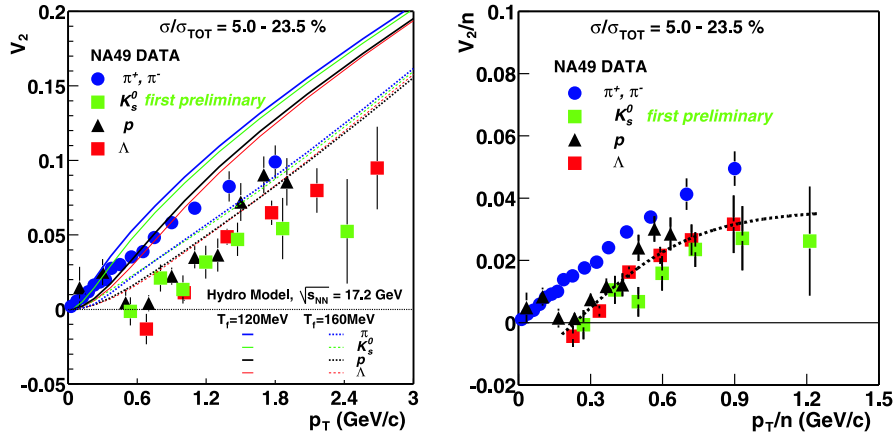 σ/σTOT = 5.0 - 23.5 %
V2
0.2
0.15
0.1
0.05
0
-0.05
NA49 DATA
π+, π-
K0s first preliminary
p
Λ
Hydro Model, √sNN = 17.2 GeV
Tf=120MeV Tf=160MeV
π
K0s
p
Λ
0 0.6 1.2 1.8 2.4 3
pT (GeV/c)
σ/σTOT = 5.0 - 23.5 %
V2/n
0.1
0.08
0.06
0.04
0.02
0
-0.02
NA49 DATA
π+, π-
K0s first preliminary
p
Λ
0 0.3 0.6 0.9 1.2 1.5
pT/n (GeV/c)